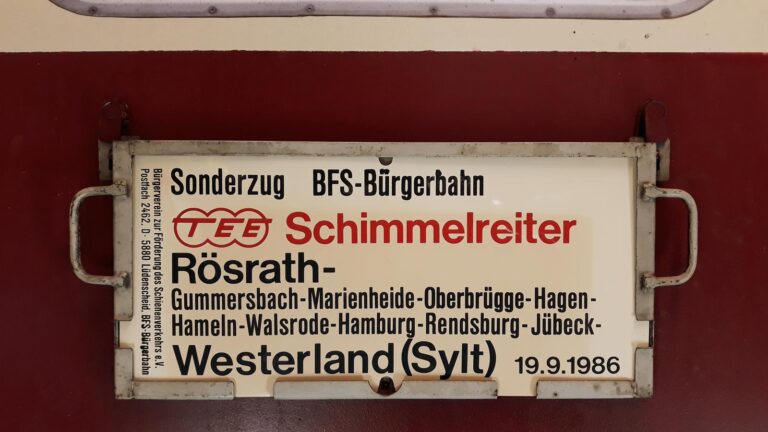 Sonderzug BFS-Bürgerbahn
TEE Schimmelreiter
Rösrath-
Gummersbach-Marienheide-Oberbrügge-Hagen-
Hameln-Walsrode-Hamburg-Rendsburg-Jübeck-
Westerland (Sylt) 19.9.1986
Bürgerverein zur Förderung des Schienenverkehrs e.V.
Postfach 2462, D-5880 Lüdenscheid, BFS-Bürgerbahn